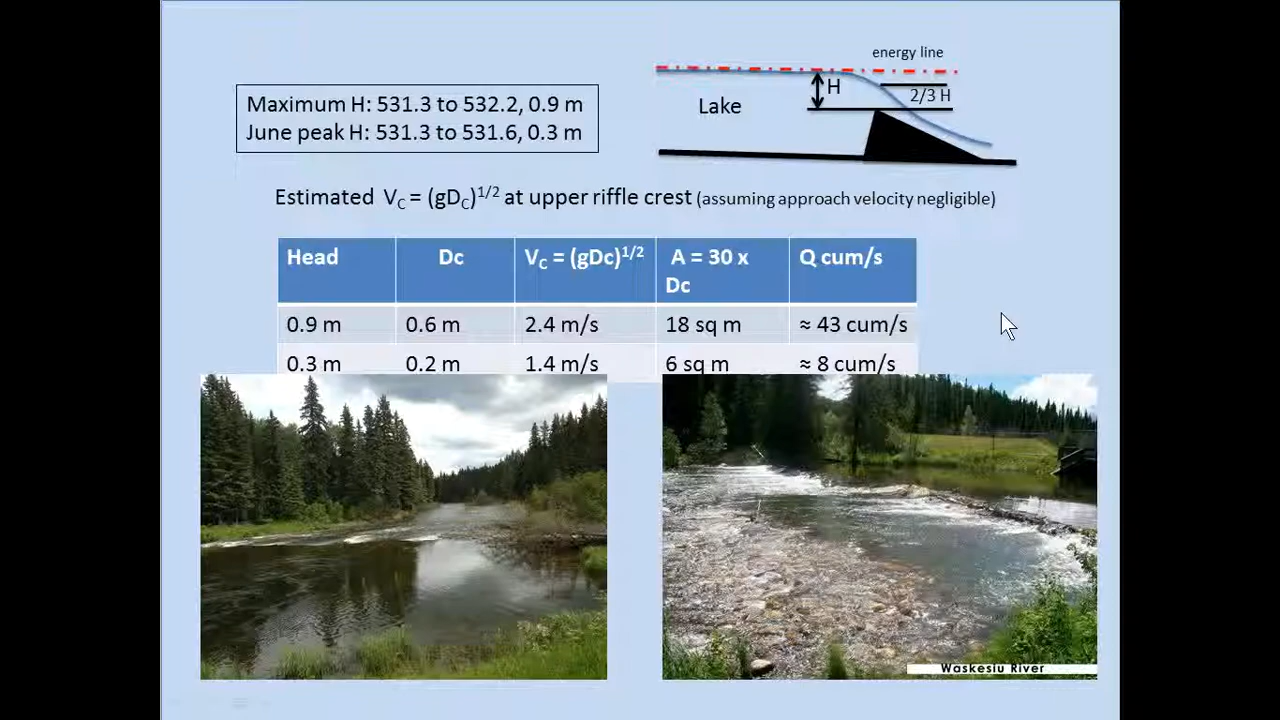 energy line
H
2/3 H
Lake
Maximum H: 531.3 to 532.2, 0.9 m
June peak H: 531.3 to 531.6, 0.3 m
Estimated V_C = (gD_C)^1/2 at upper riffle crest (assuming approach velocity negligible)
Head Dc V_C = (gDc)^1/2 A = 30 x Q cum/s
Dc
0.9 m 0.6 m 2.4 m/s 18 sq m ≈ 43 cum/s
0.3 m 0.2 m 1.4 m/s 6 sq m ≈ 8 cum/s
Waskesiu River